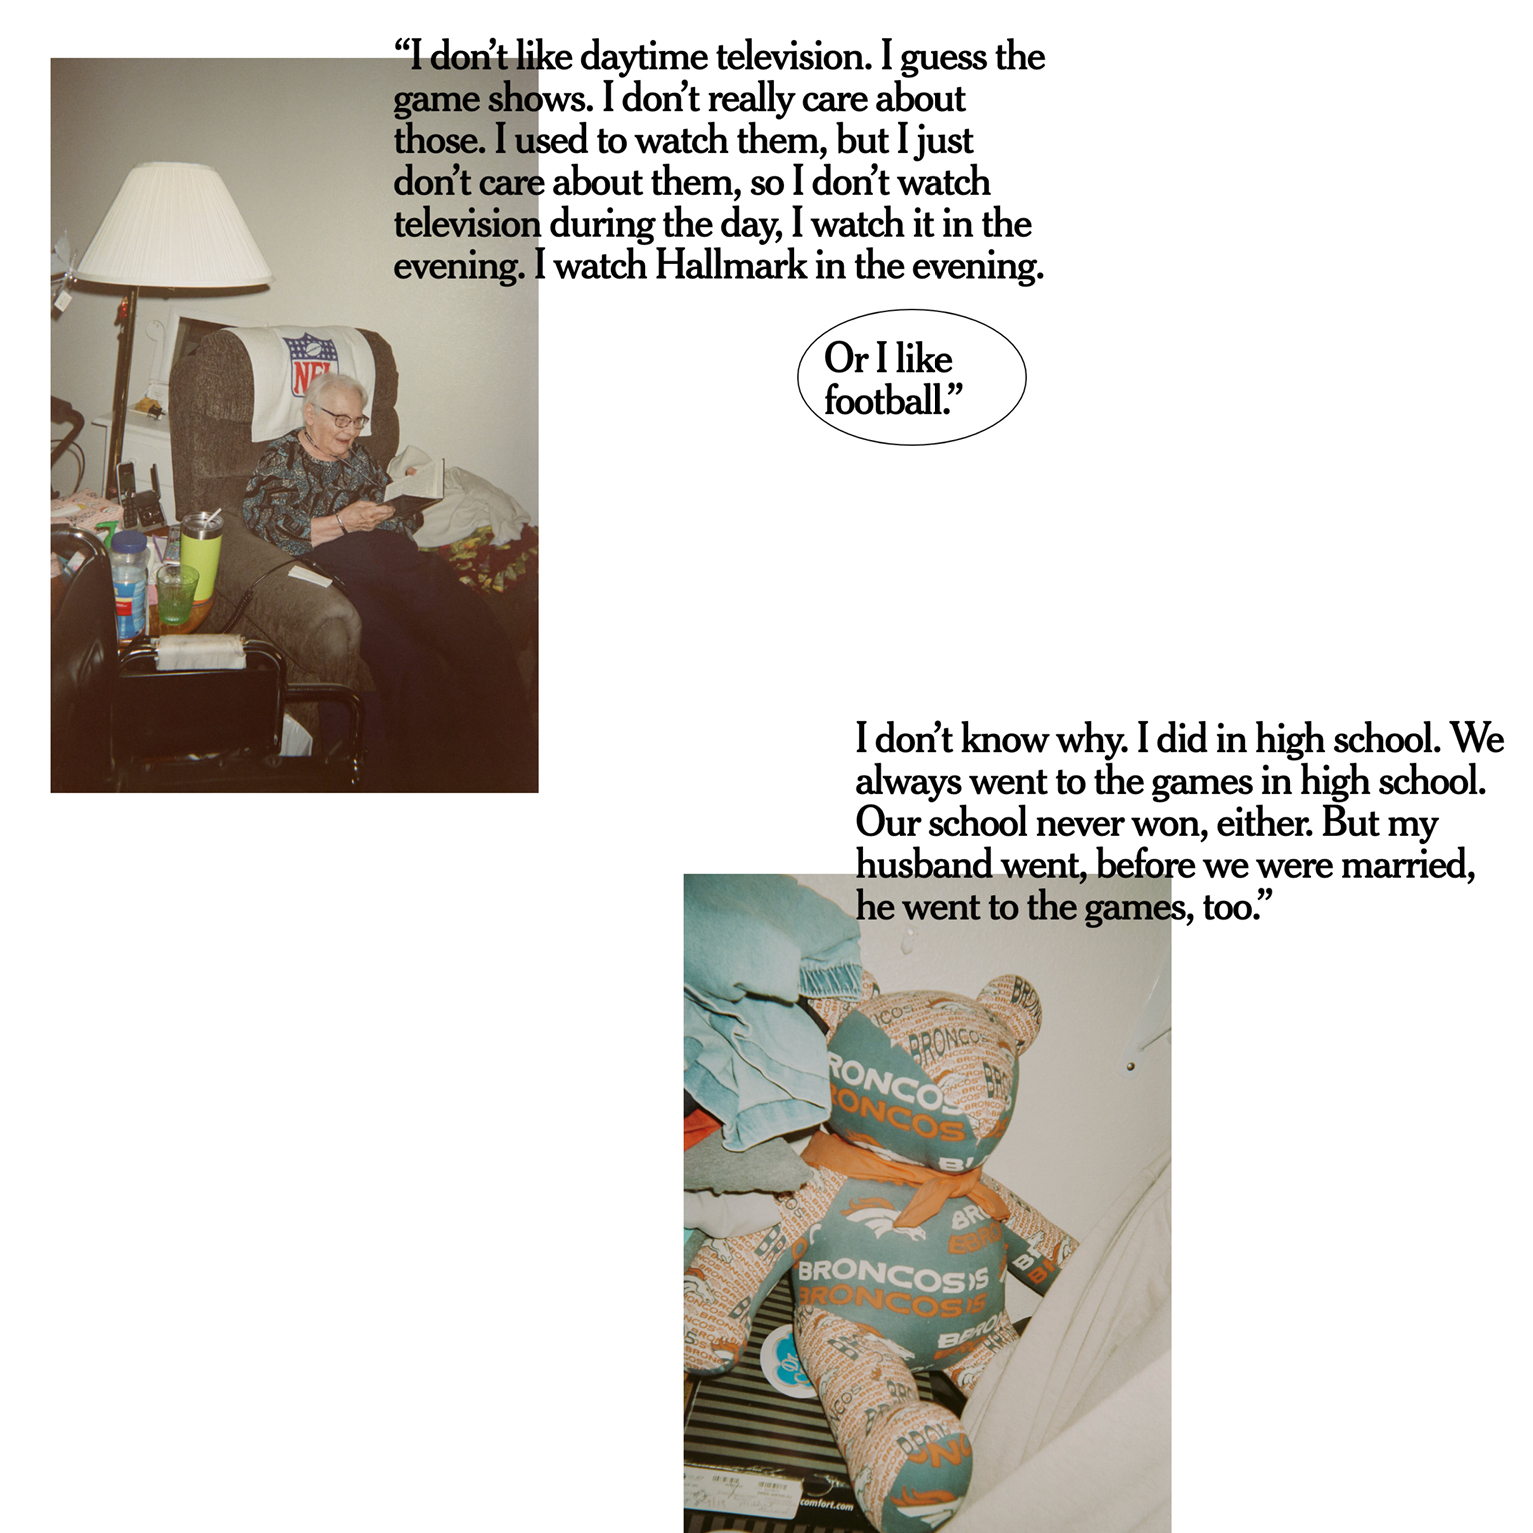 “I don’t like daytime television. I guess the
game shows. I don’t really care about
those. I used to watch them, but I just
don’t care about them, so I don’t watch
television during the day, I watch it in the
evening. I watch Hallmark in the evening.
Or I like
football.”
NFL
I don’t know why. I did in high school. We
always went to the games in high school.
Our school never won, either. But my
husband went, before we were married,
he went to the games, too.”
BRONCOS
BRONCOS
RONCOS
RONCOS
BRONCOS
BRONCOS
comfort.com